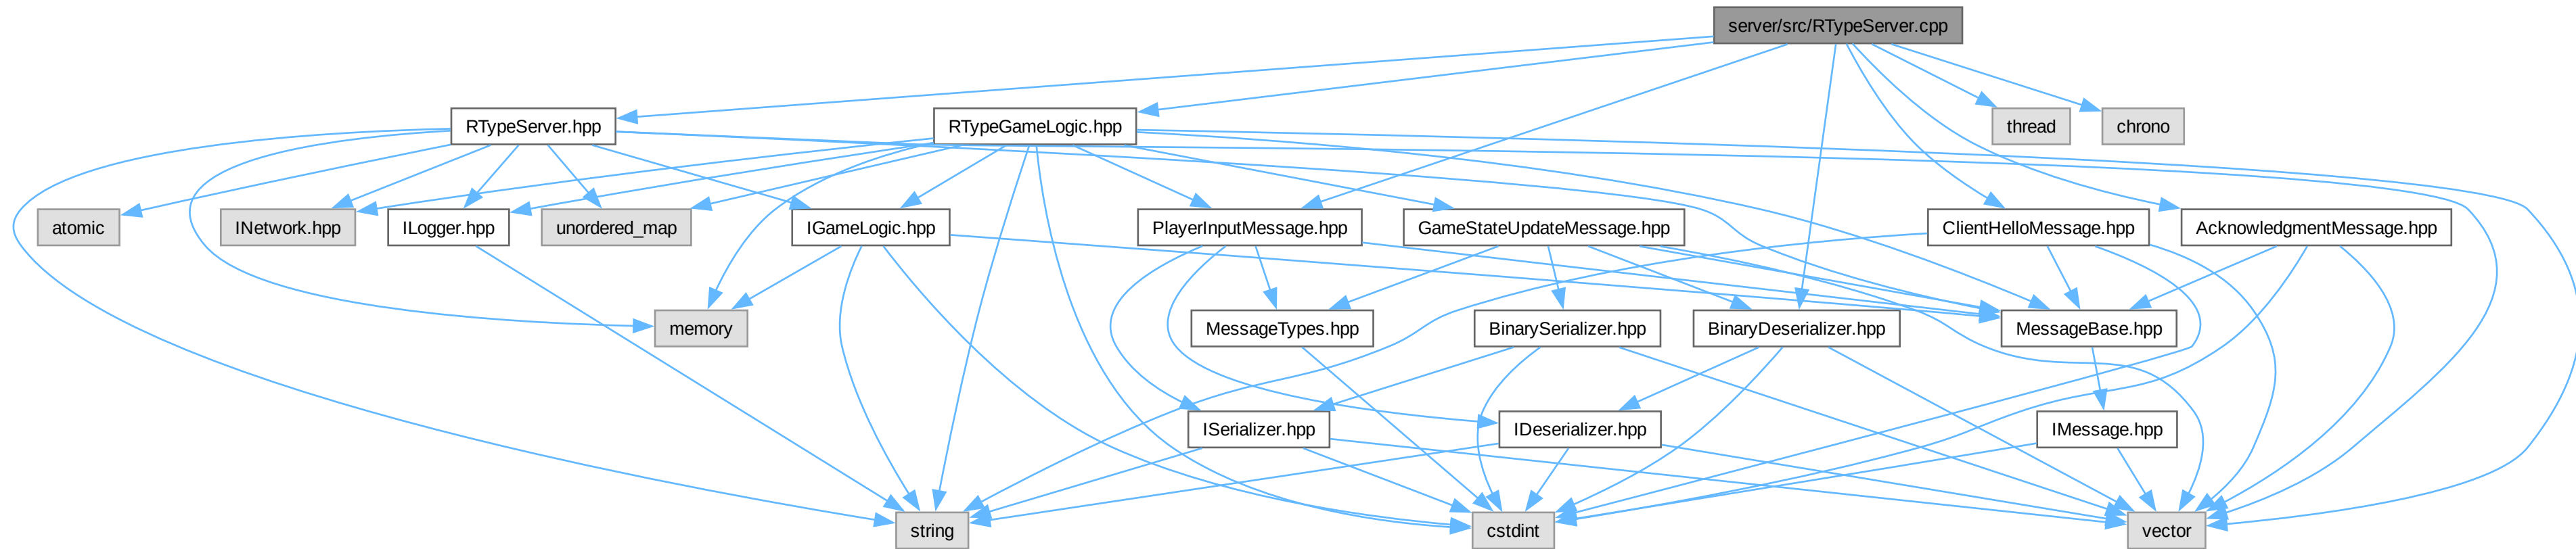 server/src/RTypeServer.cpp
RTypeServer.hpp
RTypeGameLogic.hpp
thread
chrono
atomic
INetwork.hpp
ILogger.hpp
unordered_map
IGameLogic.hpp
PlayerInputMessage.hpp
GameStateUpdateMessage.hpp
ClientHelloMessage.hpp
AcknowledgmentMessage.hpp
memory
MessageTypes.hpp
BinarySerializer.hpp
BinaryDeserializer.hpp
MessageBase.hpp
ISerializer.hpp
IDeserializer.hpp
IMessage.hpp
string
cstdint
vector